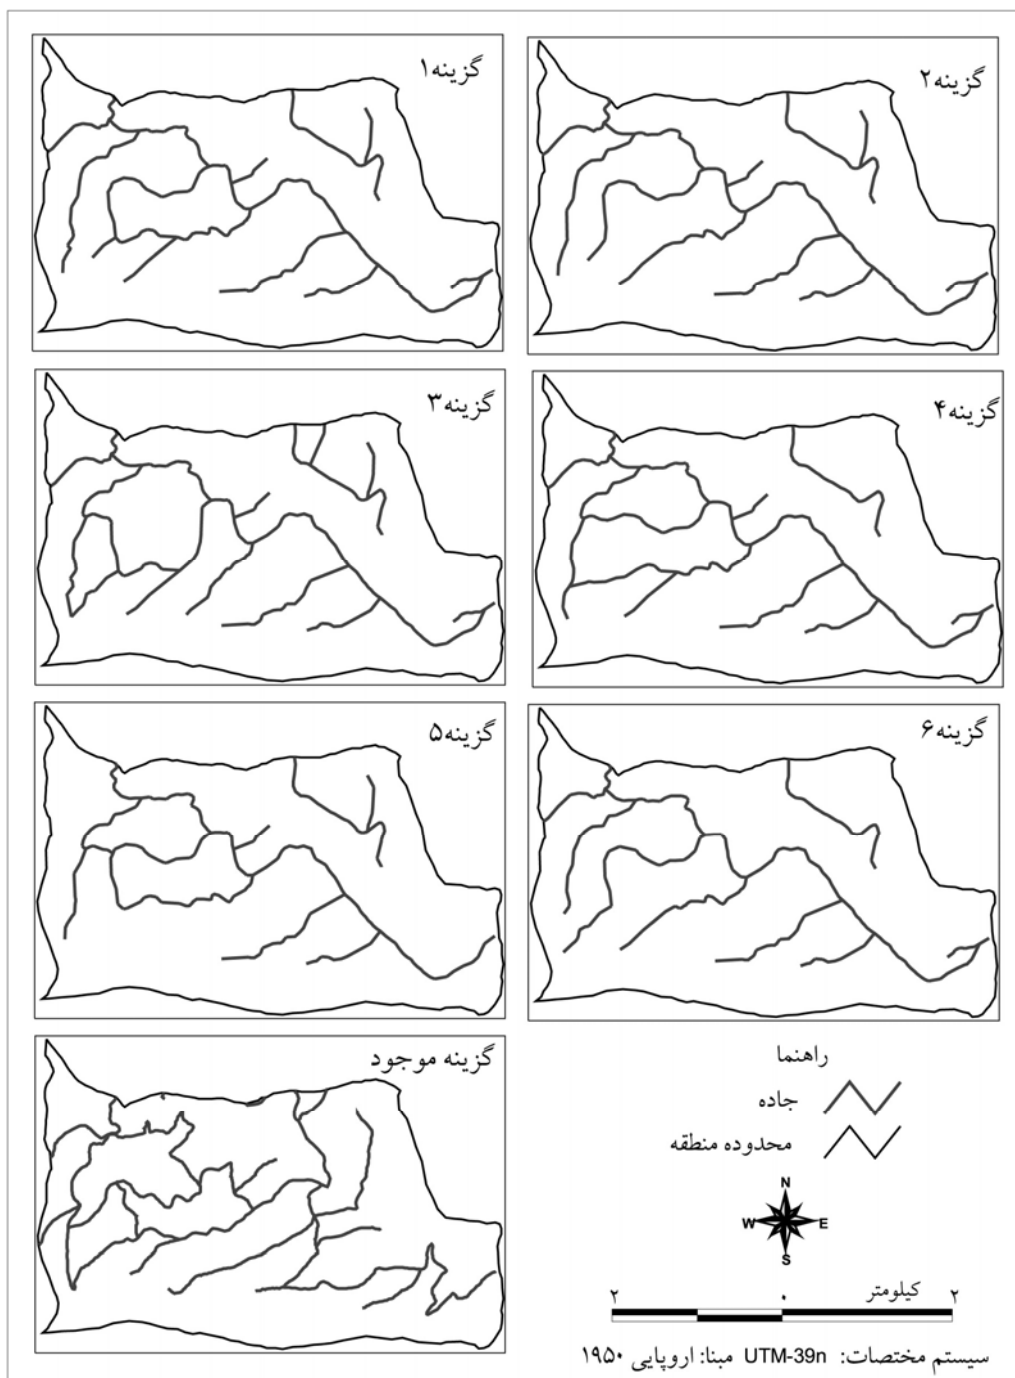 گزینه۱
گزینه۲
گزینه۳
گزینه۴
گزینه۵
گزینه۶
گزینه موجود
راهنما
جاده
محدوده منطقه
N
W E
S
۲ ۰ کیلومتر ۲
سیستم مختصات: UTM-39n مبنا: اروپایی ۱۹۵۰